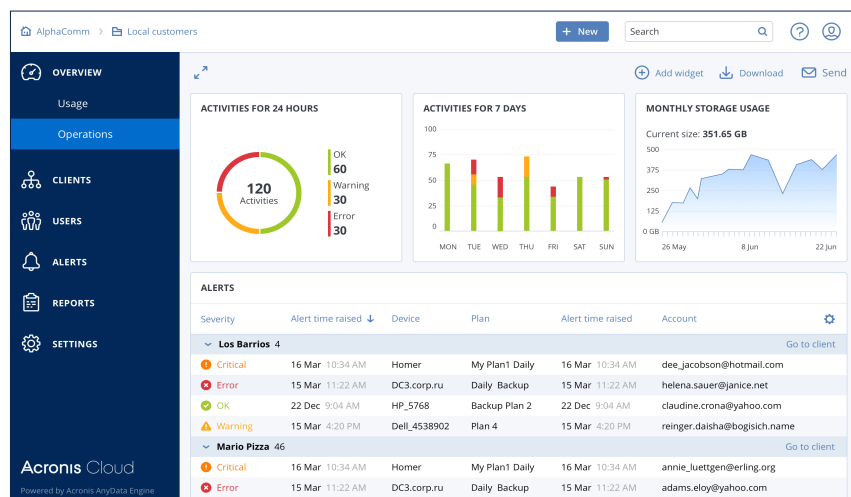 AlphaComm > Local customers
+ New
Search
OVERVIEW
Usage
Operations
CLIENTS
USERS
ALERTS
REPORTS
SETTINGS
Acronis Cloud
Powered by Acronis AnyData Engine
Add widget
Download
Send
ACTIVITIES FOR 24 HOURS
120
Activities
OK
60
Warning
30
Error
30
ACTIVITIES FOR 7 DAYS
100
75
50
25
0
MON TUE WED THU FRI SAT SUN
MONTHLY STORAGE USAGE
Current size: 351.65 GB
500
375
250
125
0 GB
26 May 8 Jun 22 Jun
ALERTS
Severity Alert time raised Device Plan Alert time raised Account
Los Barrios 4 Go to client
Critical 16 Mar 10:34 AM Homer My Plan1 Daily 16 Mar 10:34 AM dee_jacobson@hotmail.com
Error 15 Mar 11:22 AM DC3.corp.ru Daily Backup 15 Mar 11:22 AM helena.sauer@janice.net
OK 22 Dec 9:04 AM HP_5768 Backup Plan 2 22 Dec 9:04 AM claudine.crona@yahoo.com
Warning 15 Mar 4:20 PM Dell_4538902 Plan 4 15 Mar 4:20 PM reinger.daisha@bogisich.name
Mario Pizza 46 Go to client
Critical 16 Mar 10:34 AM Homer My Plan1 Daily 16 Mar 10:34 AM annie_luettgen@erling.org
Error 15 Mar 11:22 AM DC3.corp.ru Daily Backup 15 Mar 11:22 AM adams.eloy@yahoo.com